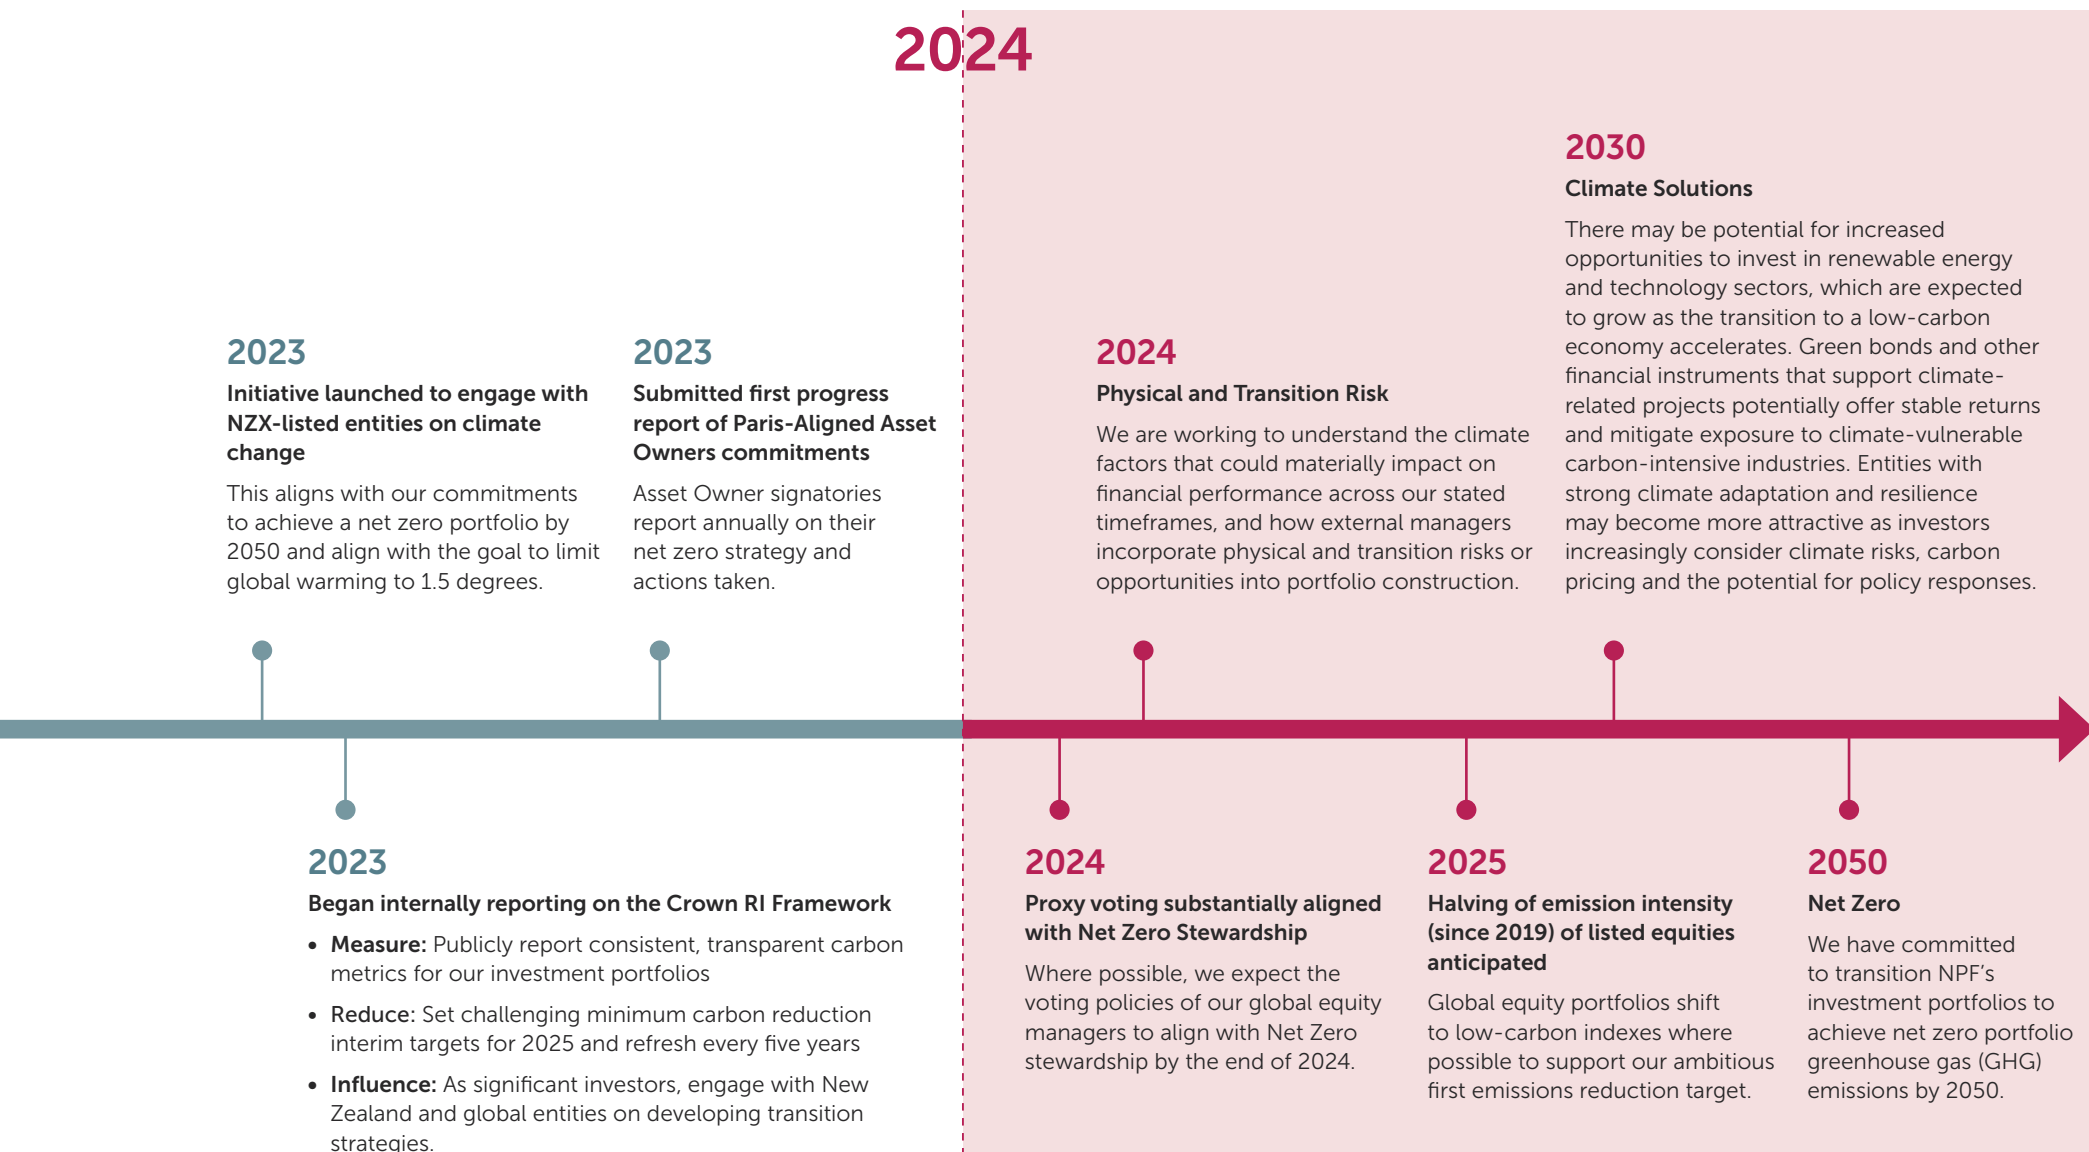 2024
2023
Initiative launched to engage with
NZX-listed entities on climate
change
This aligns with our commitments
to achieve a net zero portfolio by
2050 and align with the goal to limit
global warming to 1.5 degrees.
2023
Submitted first progress
report of Paris-Aligned Asset
Owners commitments
Asset Owner signatories
report annually on their
net zero strategy and
actions taken.
2024
Physical and Transition Risk
We are working to understand the climate
factors that could materially impact on
financial performance across our stated
timeframes, and how external managers
incorporate physical and transition risks or
opportunities into portfolio construction.
2030
Climate Solutions
There may be potential for increased
opportunities to invest in renewable energy
and technology sectors, which are expected
to grow as the transition to a low-carbon
economy accelerates. Green bonds and other
financial instruments that support climate-
related projects potentially offer stable returns
and mitigate exposure to climate-vulnerable
carbon-intensive industries. Entities with
strong climate adaptation and resilience
may become more attractive as investors
increasingly consider climate risks, carbon
pricing and the potential for policy responses.
2023
Began internally reporting on the Crown RI Framework
• Measure: Publicly report consistent, transparent carbon
metrics for our investment portfolios
• Reduce: Set challenging minimum carbon reduction
interim targets for 2025 and refresh every five years
• Influence: As significant investors, engage with New
Zealand and global entities on developing transition
strategies.
2024
Proxy voting substantially aligned
with Net Zero Stewardship
Where possible, we expect the
voting policies of our global equity
managers to align with Net Zero
stewardship by the end of 2024.
2025
Halving of emission intensity
(since 2019) of listed equities
anticipated
Global equity portfolios shift
to low-carbon indexes where
possible to support our ambitious
first emissions reduction target.
2050
Net Zero
We have committed
to transition NPF's
investment portfolios to
achieve net zero portfolio
greenhouse gas (GHG)
emissions by 2050.